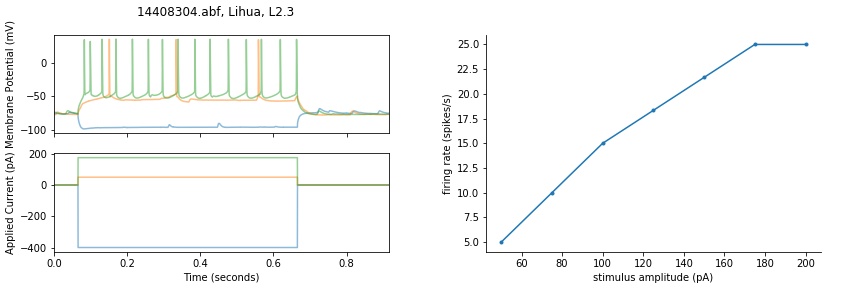 14408304.abf, Lihua, L2.3
Membrane Potential (mV)
0
−50
−100
Applied Current (pA)
200
0
−200
−400
0.0 0.2 0.4 0.6 0.8
Time (seconds)
firing rate (spikes/s)
25.0
22.5
20.0
17.5
15.0
12.5
10.0
7.5
5.0
60 80 100 120 140 160 180 200
stimulus amplitude (pA)